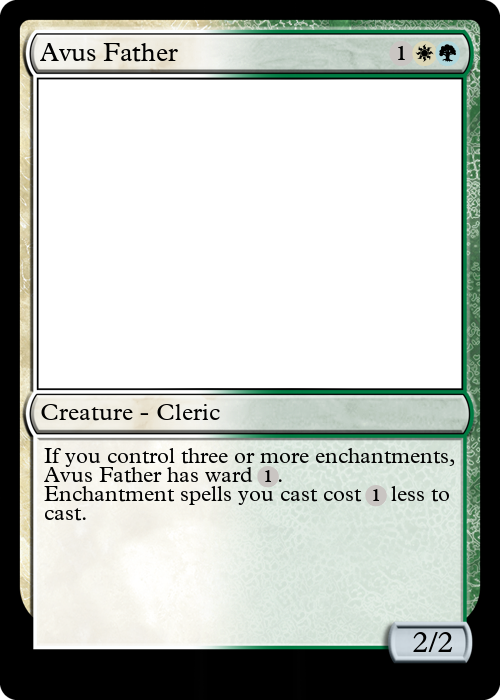 Avus Father 1
Creature - Cleric
If you control three or more enchantments,
Avus Father has ward 1.
Enchantment spells you cast cost 1 less to
cast.
2/2